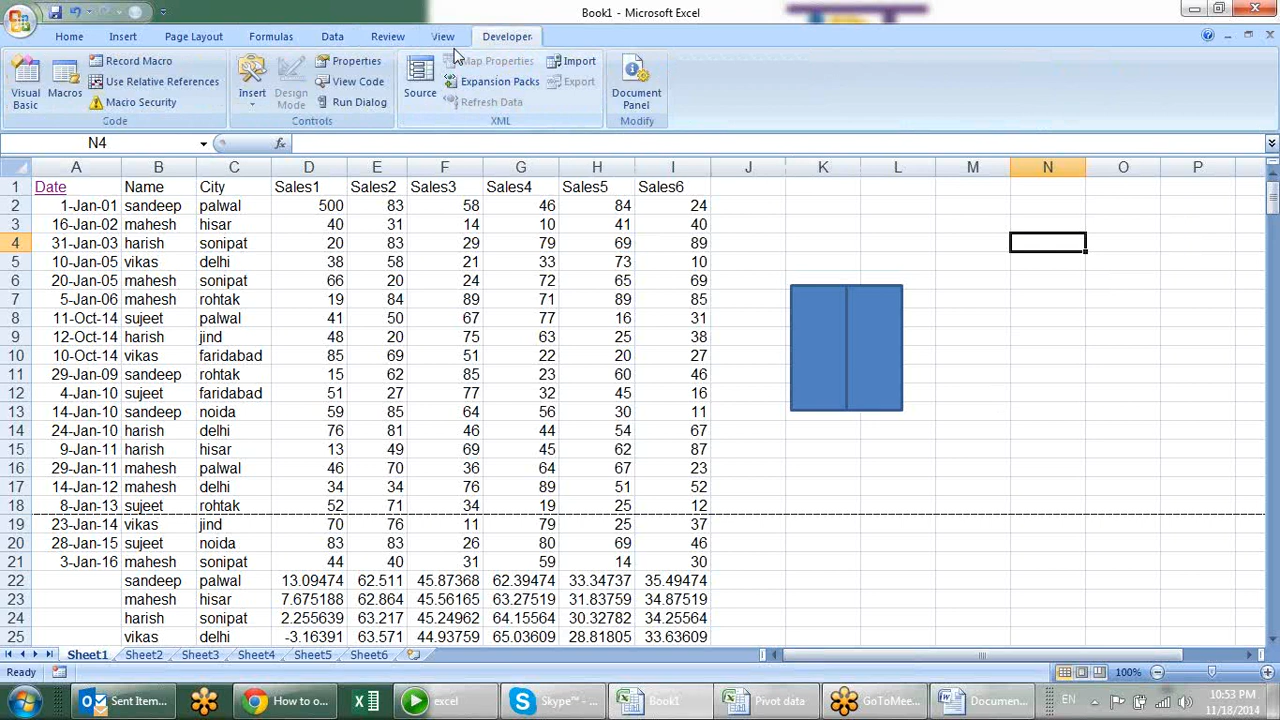 Book1 - Microsoft Excel
Home Insert Page Layout Formulas Data Review View Developer
Visual Basic
Macros
Record Macro
Use Relative References
Macro Security
Code
Insert
Design Mode
Properties
View Code
Run Dialog
Controls
Source
Map Properties
Expansion Packs
Refresh Data
Import
Export
XML
Document Panel
Modify
N4
fx
A B C D E F G H I J K L M N O P
1 Date Name City Sales1 Sales2 Sales3 Sales4 Sales5 Sales6
2 1-Jan-01 sandeep palwal 500 83 58 46 84 24
3 16-Jan-02 mahesh hisar 40 31 14 10 41 40
4 31-Jan-03 harish sonipat 20 83 29 79 69 89
5 10-Jan-05 vikas delhi 38 58 21 33 73 10
6 20-Jan-05 mahesh sonipat 66 20 24 72 65 69
7 5-Jan-06 mahesh rohtak 19 84 89 71 89 85
8 11-Oct-14 sujeet palwal 41 50 67 77 16 31
9 12-Oct-14 harish jind 48 20 75 63 25 38
10 10-Oct-14 vikas faridabad 85 69 51 22 20 27
11 29-Jan-09 sandeep rohtak 15 62 85 23 60 46
12 4-Jan-10 sujeet faridabad 51 27 77 32 45 16
13 14-Jan-10 sandeep noida 59 85 64 56 30 11
14 24-Jan-10 harish delhi 76 81 46 44 54 67
15 9-Jan-11 harish hisar 13 49 69 45 62 87
16 29-Jan-11 mahesh palwal 46 70 36 64 67 23
17 14-Jan-12 mahesh delhi 34 34 76 89 51 52
18 8-Jan-13 sujeet rohtak 52 71 34 19 25 12
19 23-Jan-14 vikas jind 70 76 11 79 25 37
20 28-Jan-15 sujeet noida 83 83 26 80 69 46
21 3-Jan-16 mahesh sonipat 44 40 31 59 14 30
22 sandeep palwal 13.09474 62.511 45.87368 62.39474 33.34737 35.49474
23 mahesh hisar 7.675188 62.864 45.56165 63.27519 31.83759 34.87519
24 harish sonipat 2.255639 63.217 45.24962 64.15564 30.32782 34.25564
25 vikas delhi -3.16391 63.571 44.93759 65.03609 28.81805 33.63609
Sheet1 Sheet2 Sheet3 Sheet4 Sheet5 Sheet6
Ready
100%
Sent Item...
How to o...
excel
Skype™ - ...
Book1
Pivot data
GoToMee...
Documen...
EN
10:53 PM
11/18/2014